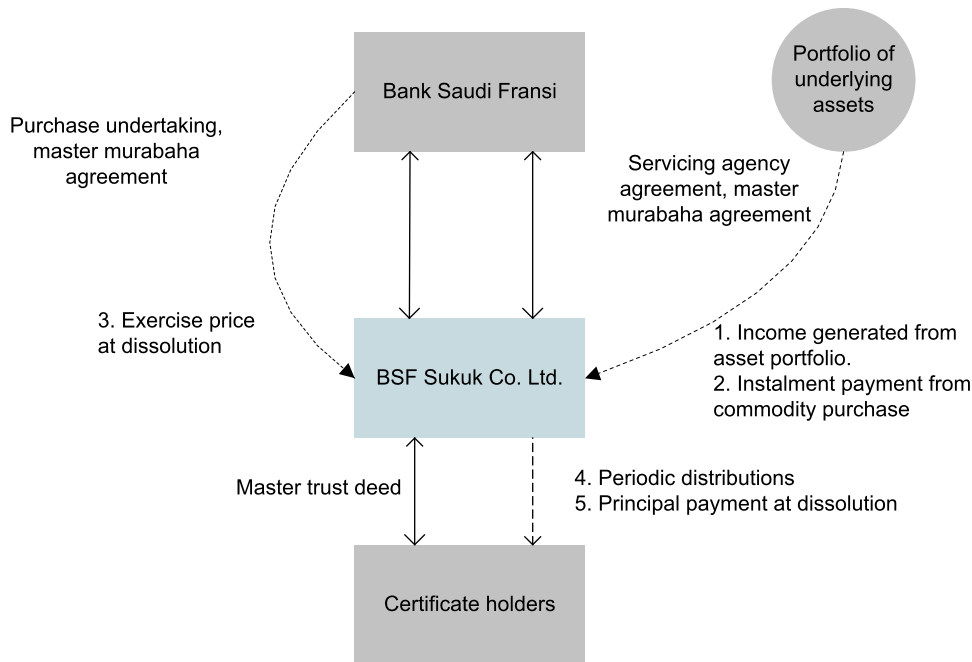 Bank Saudi Fransi
Portfolio of
underlying
assets
Purchase undertaking,
master murabaha
agreement
Servicing agency
agreement, master
murabaha agreement
3. Exercise price
at dissolution
BSF Sukuk Co. Ltd.
1. Income generated from
asset portfolio.
2. Instalment payment from
commodity purchase
Master trust deed
4. Periodic distributions
5. Principal payment at dissolution
Certificate holders